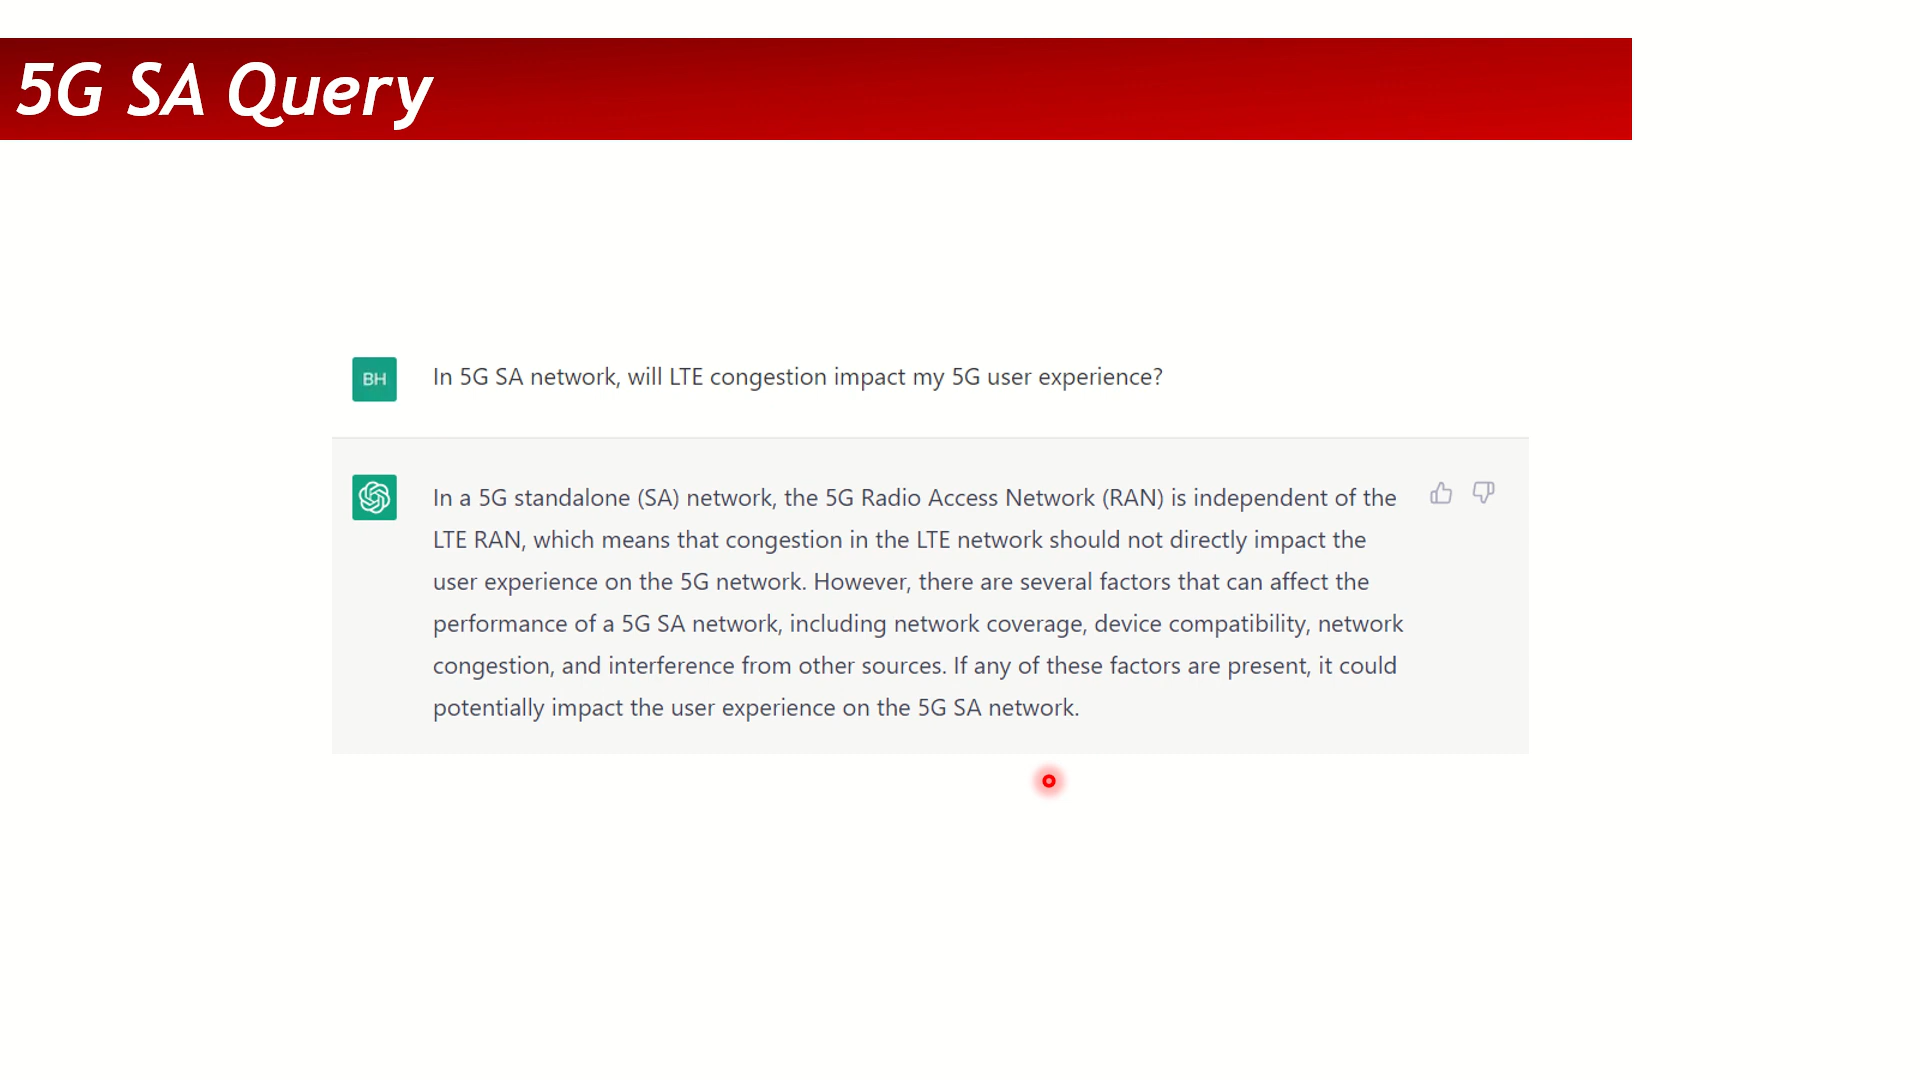 5G SA Query
BH
In 5G SA network, will LTE congestion impact my 5G user experience?
In a 5G standalone (SA) network, the 5G Radio Access Network (RAN) is independent of the
LTE RAN, which means that congestion in the LTE network should not directly impact the
user experience on the 5G network. However, there are several factors that can affect the
performance of a 5G SA network, including network coverage, device compatibility, network
congestion, and interference from other sources. If any of these factors are present, it could
potentially impact the user experience on the 5G SA network.